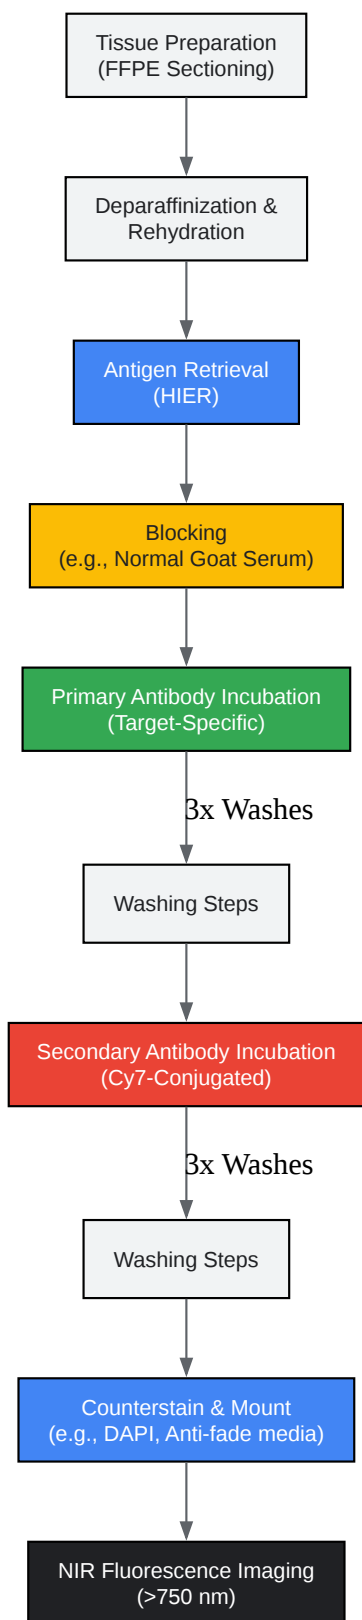 Tissue Preparation
(FFPE Sectioning)
Deparaffinization &
Rehydration
Antigen Retrieval
(HIER)
Blocking
(e.g., Normal Goat Serum)
Primary Antibody Incubation
(Target-Specific)
3x Washes
Washing Steps
Secondary Antibody Incubation
(Cy7-Conjugated)
3x Washes
Washing Steps
Counterstain & Mount
(e.g., DAPI, Anti-fade media)
NIR Fluorescence Imaging
(>750 nm)